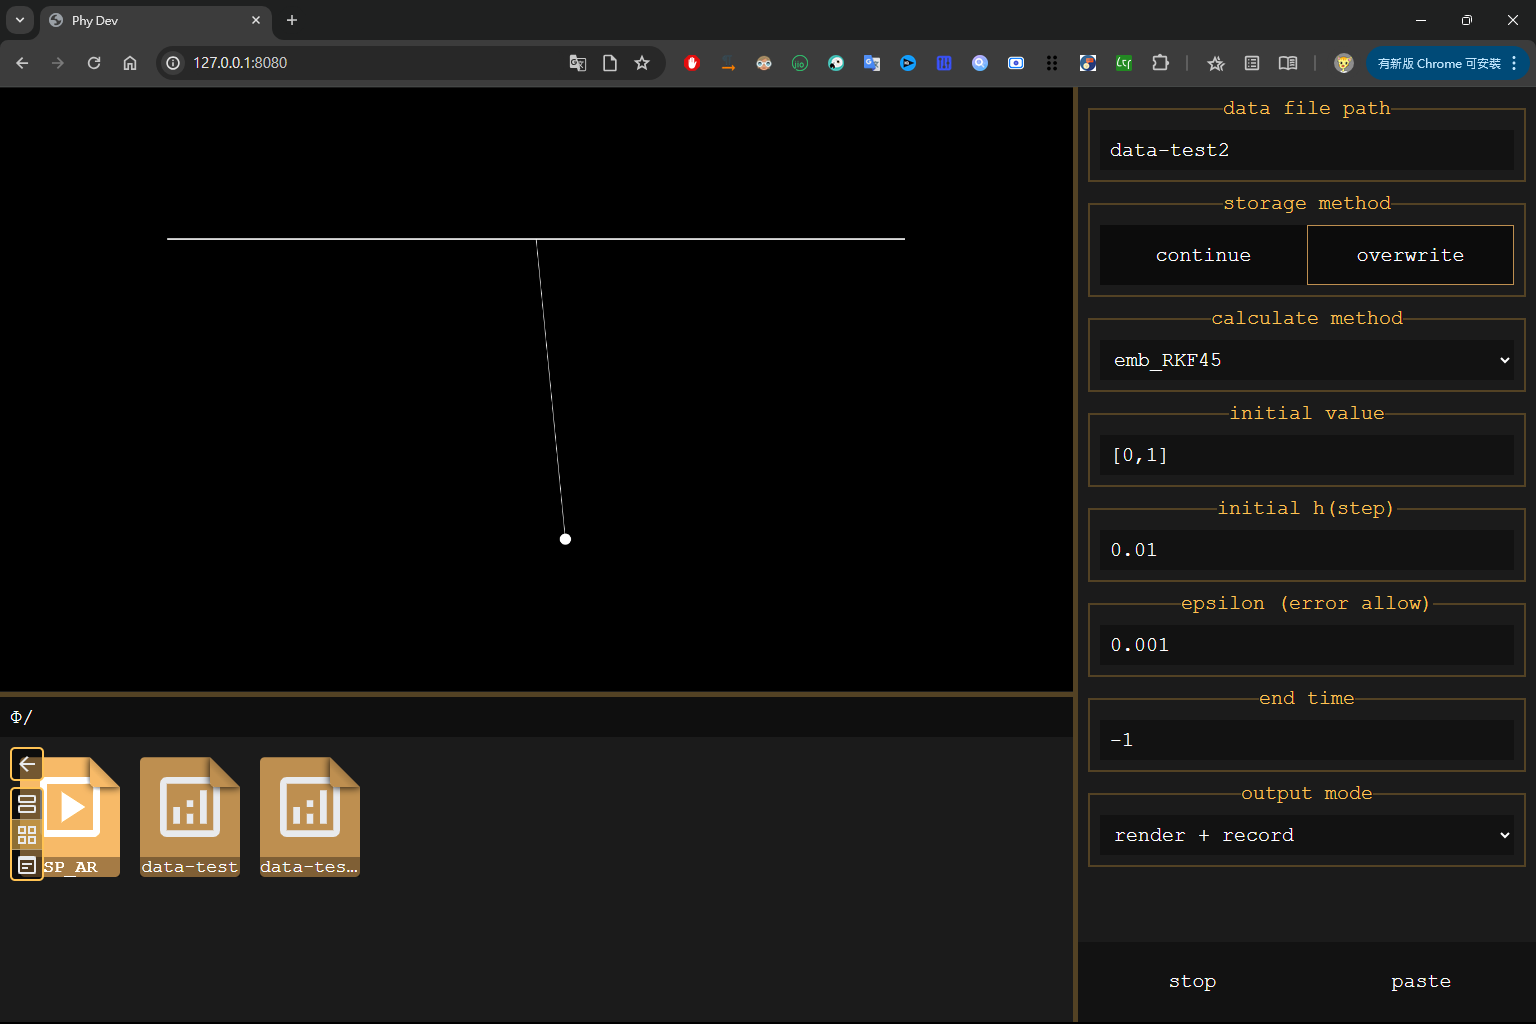 Phy Dev
127.0.0.1:8080
有新版 Chrome 可安裝
data file path
data-test2
storage method
continue
overwrite
calculate method
emb_RKF45
initial value
[0,1]
initial h(step)
0.01
epsilon (error allow)
0.001
end time
-1
output mode
render + record
stop
paste
Φ/
SP_AR
data-test
data-tes…